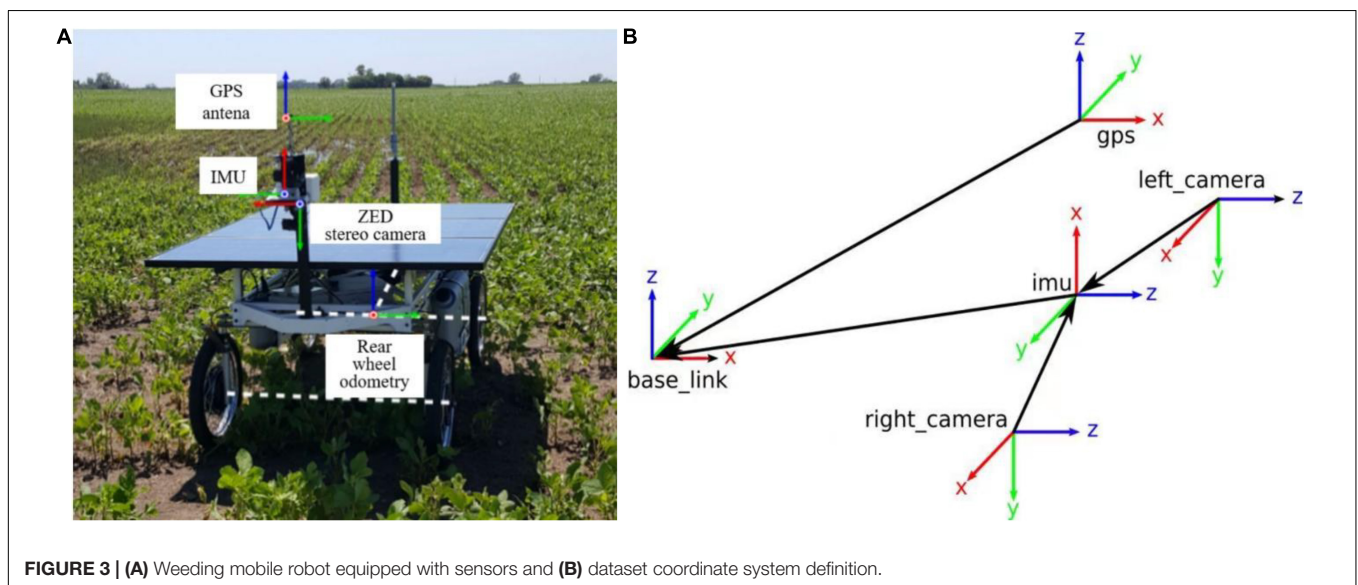 A
GPS
antena
IMU
ZED
stereo camera
Rear
wheel
odometry
B
z
y
x
gps
left_camera
z
x
y
x
imu
z
y
z
y
x
base_link
right_camera
z
x
y
FIGURE 3 | (A) Weeding mobile robot equipped with sensors and (B) dataset coordinate system definition.